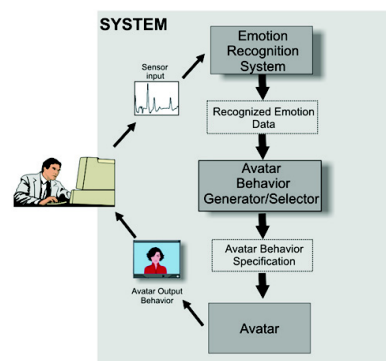 SYSTEM
Emotion
Recognition
System
Sensor
input
Recognized Emotion
Data
Avatar
Behavior
Generator/Selector
Avatar Behavior
Specification
Avatar Output
Behavior
Avatar